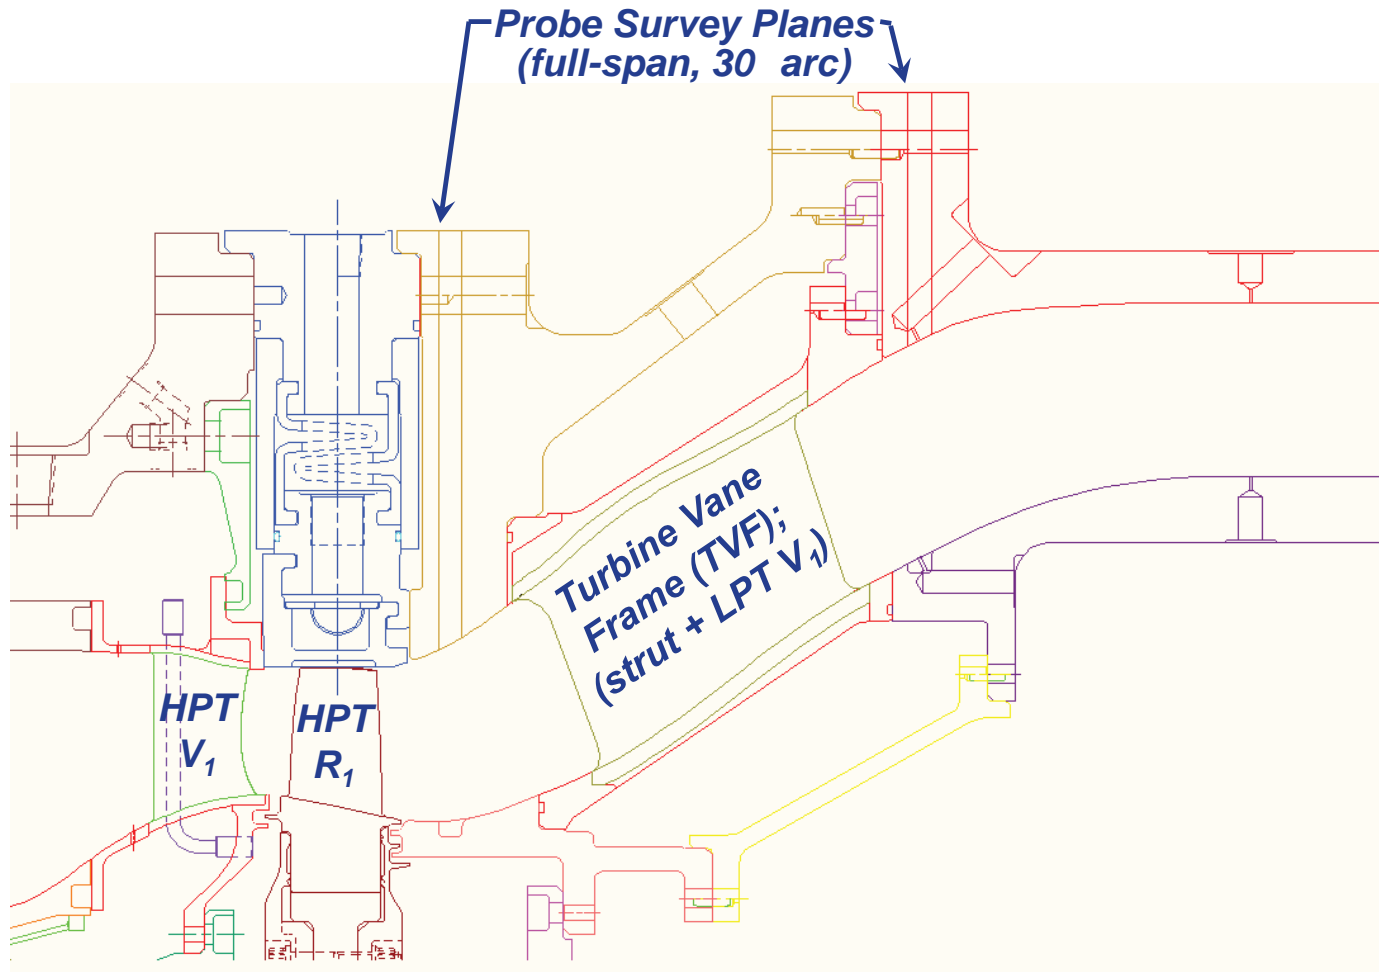 Probe Survey Planes
(full-span, 30 arc)
Turbine Vane
Frame (TVF);
(strut + LPT V₁)
HPT
V₁
HPT
R₁